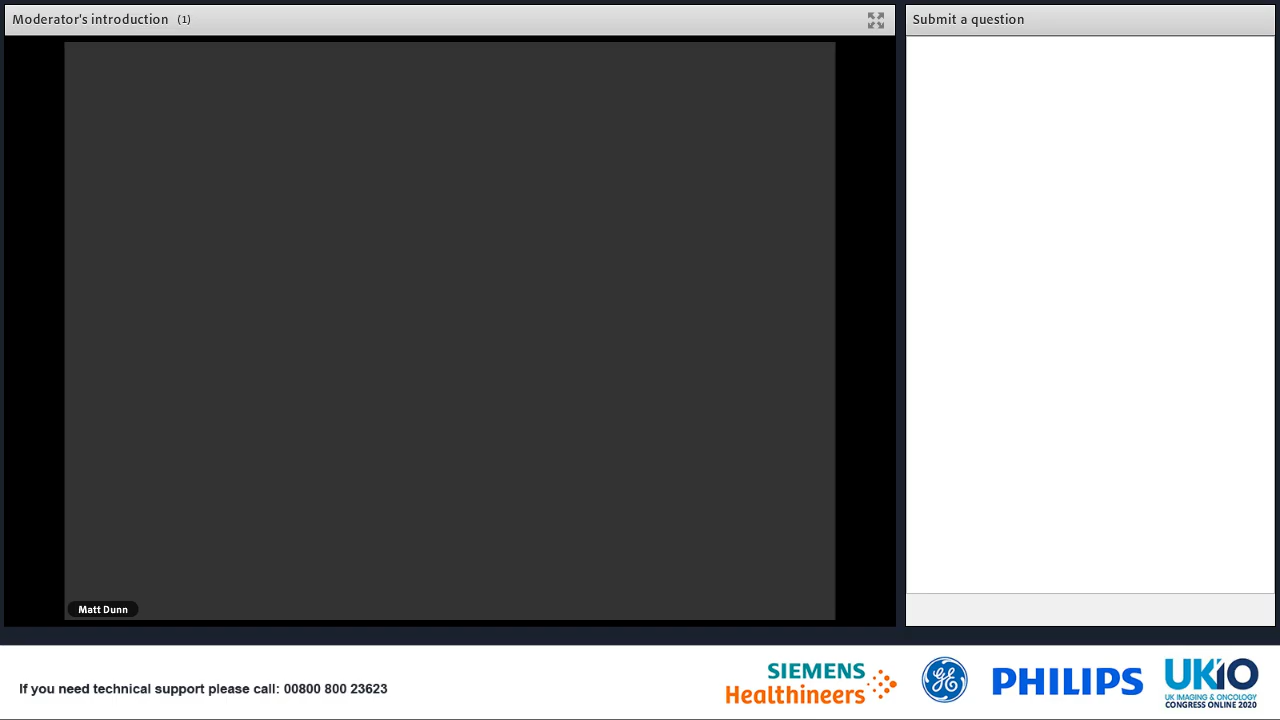 Moderator's introduction (1)
Submit a question
Matt Dunn
If you need technical support please call: 00800 800 23623
SIEMENS
Healthineers
GE
PHILIPS
UKIO
UK IMAGING & ONCOLOGY
CONGRESS ONLINE 2020